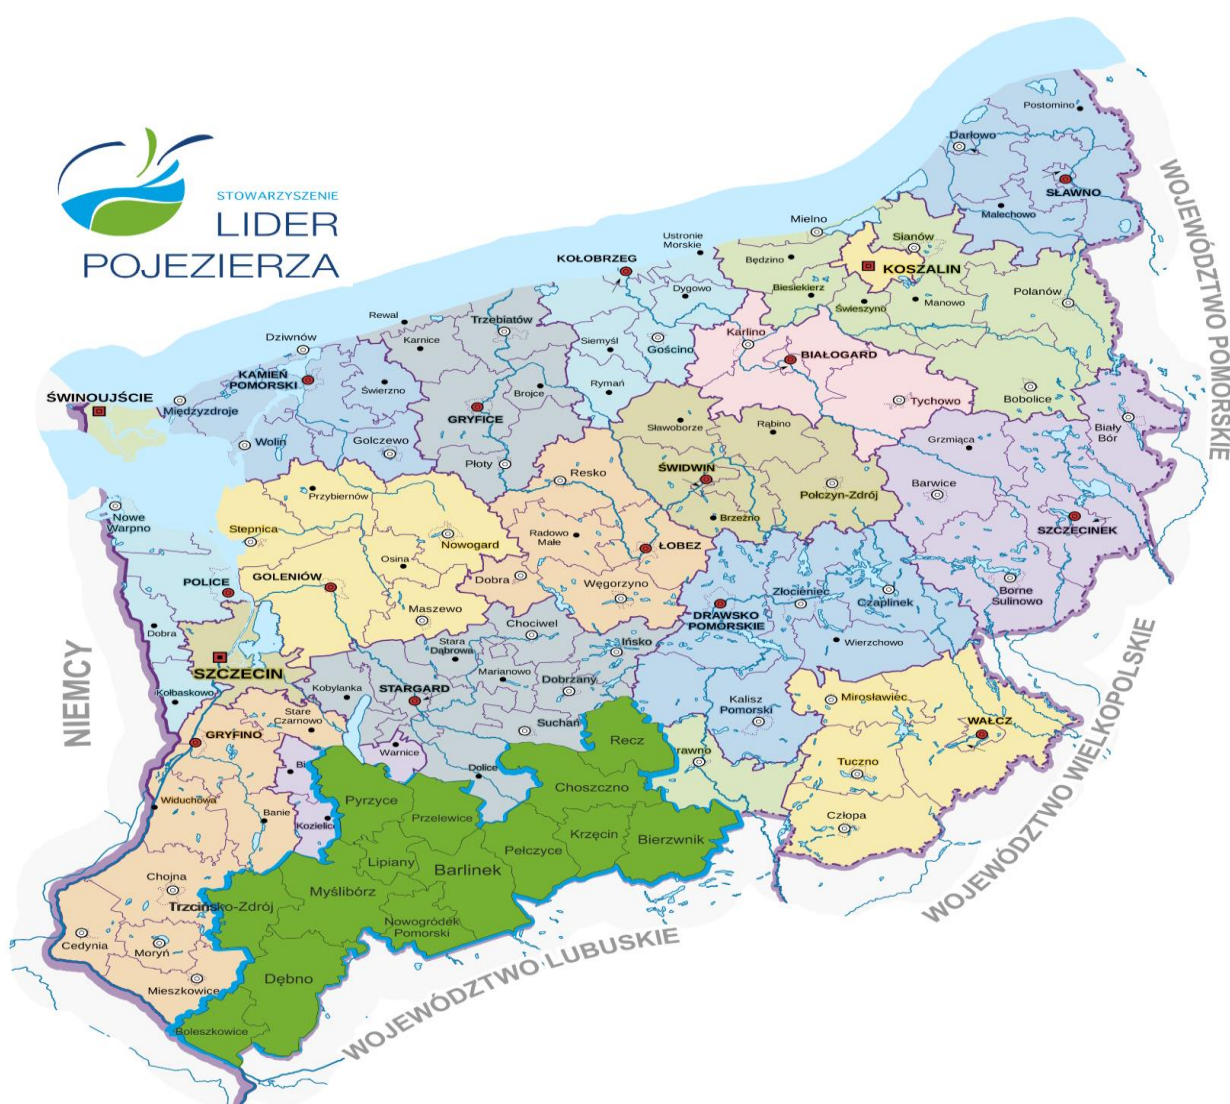 STOWARZYSZENIE
LIDER
POJEZIERZA
Postomino
Darłowo
SŁAWNO
Malechowo
Mielno
Sianów
Ustronie
Morskie
KOŁOBRZEG
Będzino
KOSZALIN
Dygowo
Biesiekierz
Świeszyno
Manowo
Polanów
Rewal
Trzebiatów
Dziwnów
Karnice
Siemyśl
Gościno
Karlino
BIAŁOGARD
KAMIEŃ
POMORSKI
Świerzno
Brojce
Rymań
Tychowo
Bobolice
ŚWINOUJŚCIE
Międzyzdroje
GRYFICE
Sławoborze
Rąbino
Biały
Bór
Wolin
Golczewo
Grzmiąca
Płoty
Resko
ŚWIDWIN
Połczyn-Zdrój
Barwice
Przybiernów
Nowe
Warpno
Stepnica
Nowogard
Radowo
Małe
Brzeżno
SZCZECINEK
ŁOBEZ
Osina
POLICE
GOLENIÓW
Dobra
Węgorzyno
Złocieniec
Czaplinek
Borne
Sulinowo
Maszewo
DRAWSKO
POMORSKIE
Dobra
Chociwel
Stara
Dąbrowa
Ińsko
Wierzchowo
SZCZECIN
Marianowo
Kołbaskowo
Kobylanka
STARGARD
Dobrzany
Kalisz
Pomorski
Mirosławiec
Stare
Czarnowo
Suchań
WAŁCZ
GRYFINO
Warnice
Recz
rawno
Bi
Dolice
Tuczno
Widuchowa
Banie
Kozielice
Pyrzyce
Przelewice
Choszczno
Człopa
Krzęcin
Bierzwnik
Pełczyce
Lipiany
Barlinek
Chojna
Myślibórz
Trzcińsko-Zdrój
Nowogródek
Pomorski
Cedynia
Moryń
Mieszkowice
Dębno
Boleszkowice
NIEMCY
WOJEWÓDZTWO LUBUSKIE
WOJEWÓDZTWO WIELKOPOLSKIE
WOJEWÓDZTWO POMORSKIE